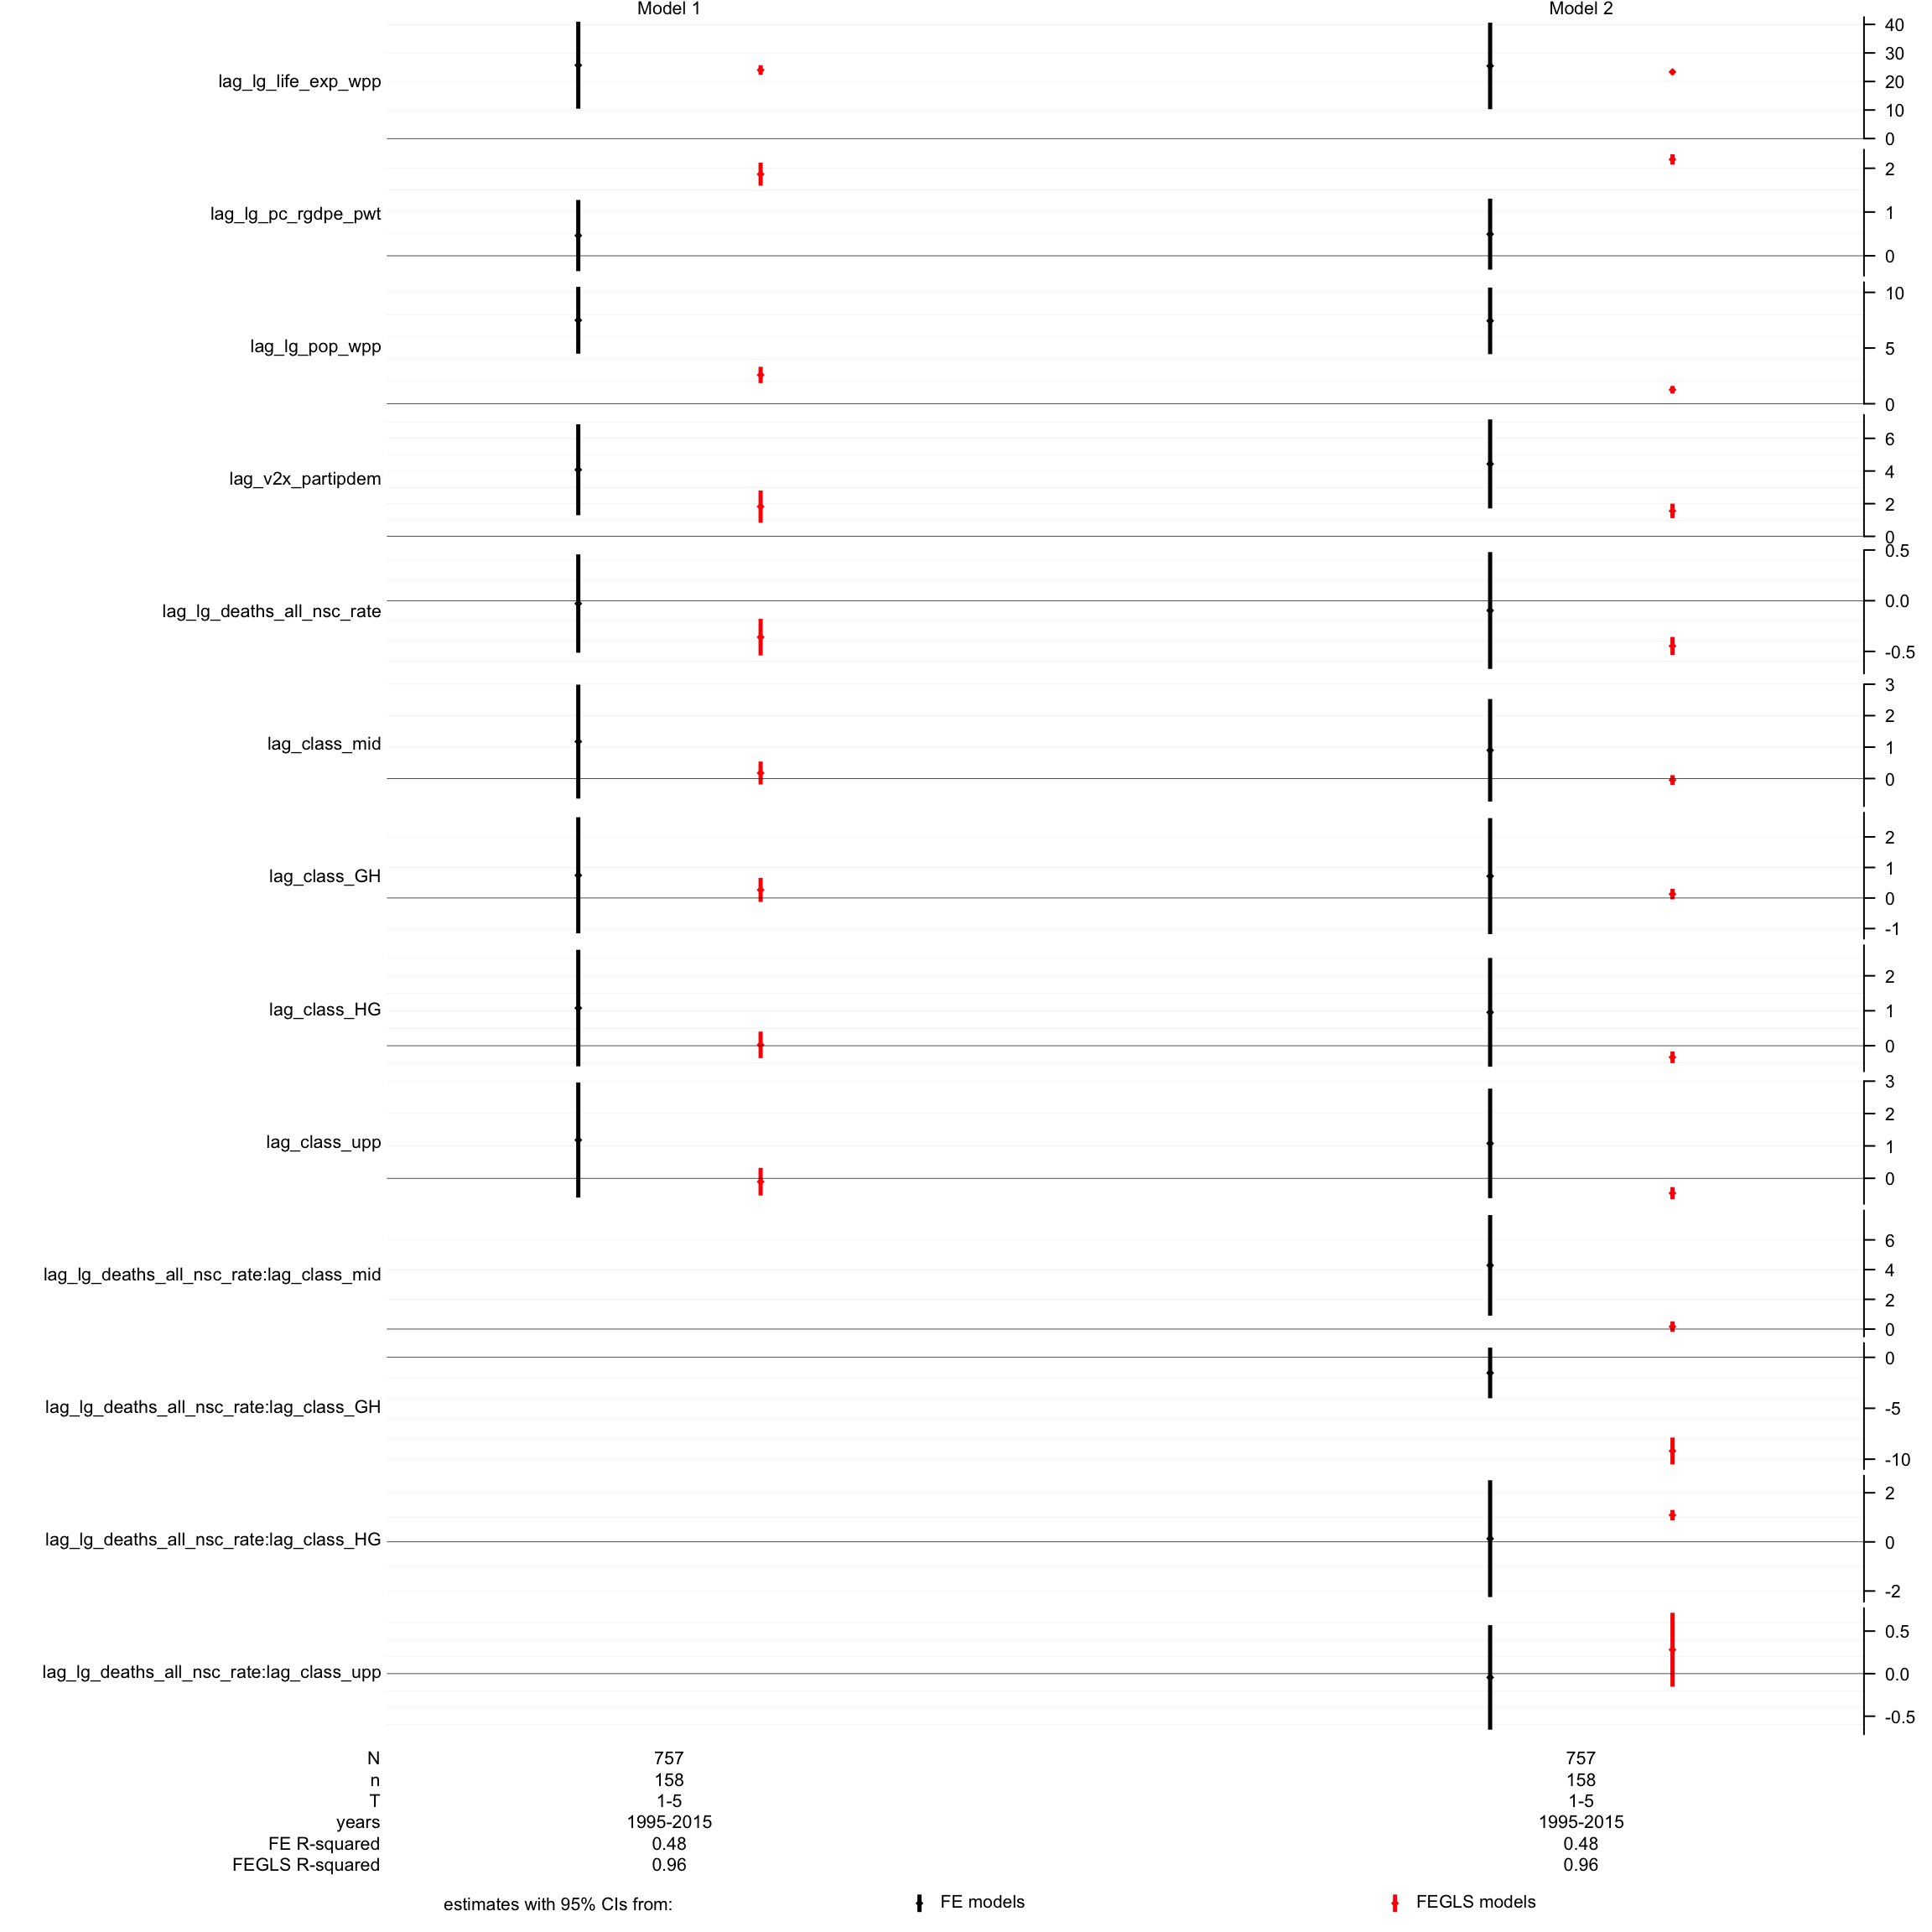 Model 1 Model 2
40
30
lag_lg_life_exp_wpp 20
10
0
2
lag_lg_pc_rgdpe_pwt 1
0
10
lag_lg_pop_wpp 5
0
6
lag_v2x_partipdem 4
2
0
0.5
lag_lg_deaths_all_nsc_rate 0.0
-0.5
3
2
lag_class_mid 1
0
2
lag_class_GH 1
0
-1
2
lag_class_HG 1
0
3
2
lag_class_upp 1
0
6
lag_lg_deaths_all_nsc_rate:lag_class_mid 4
2
0
0
lag_lg_deaths_all_nsc_rate:lag_class_GH -5
-10
2
lag_lg_deaths_all_nsc_rate:lag_class_HG 0
-2
0.5
lag_lg_deaths_all_nsc_rate:lag_class_upp 0.0
-0.5
N 757 757
n 158 158
T 1-5 1-5
years 1995-2015 1995-2015
FE R-squared 0.48 0.48
FEGLS R-squared 0.96 0.96
estimates with 95% CIs from: FE models FEGLS models